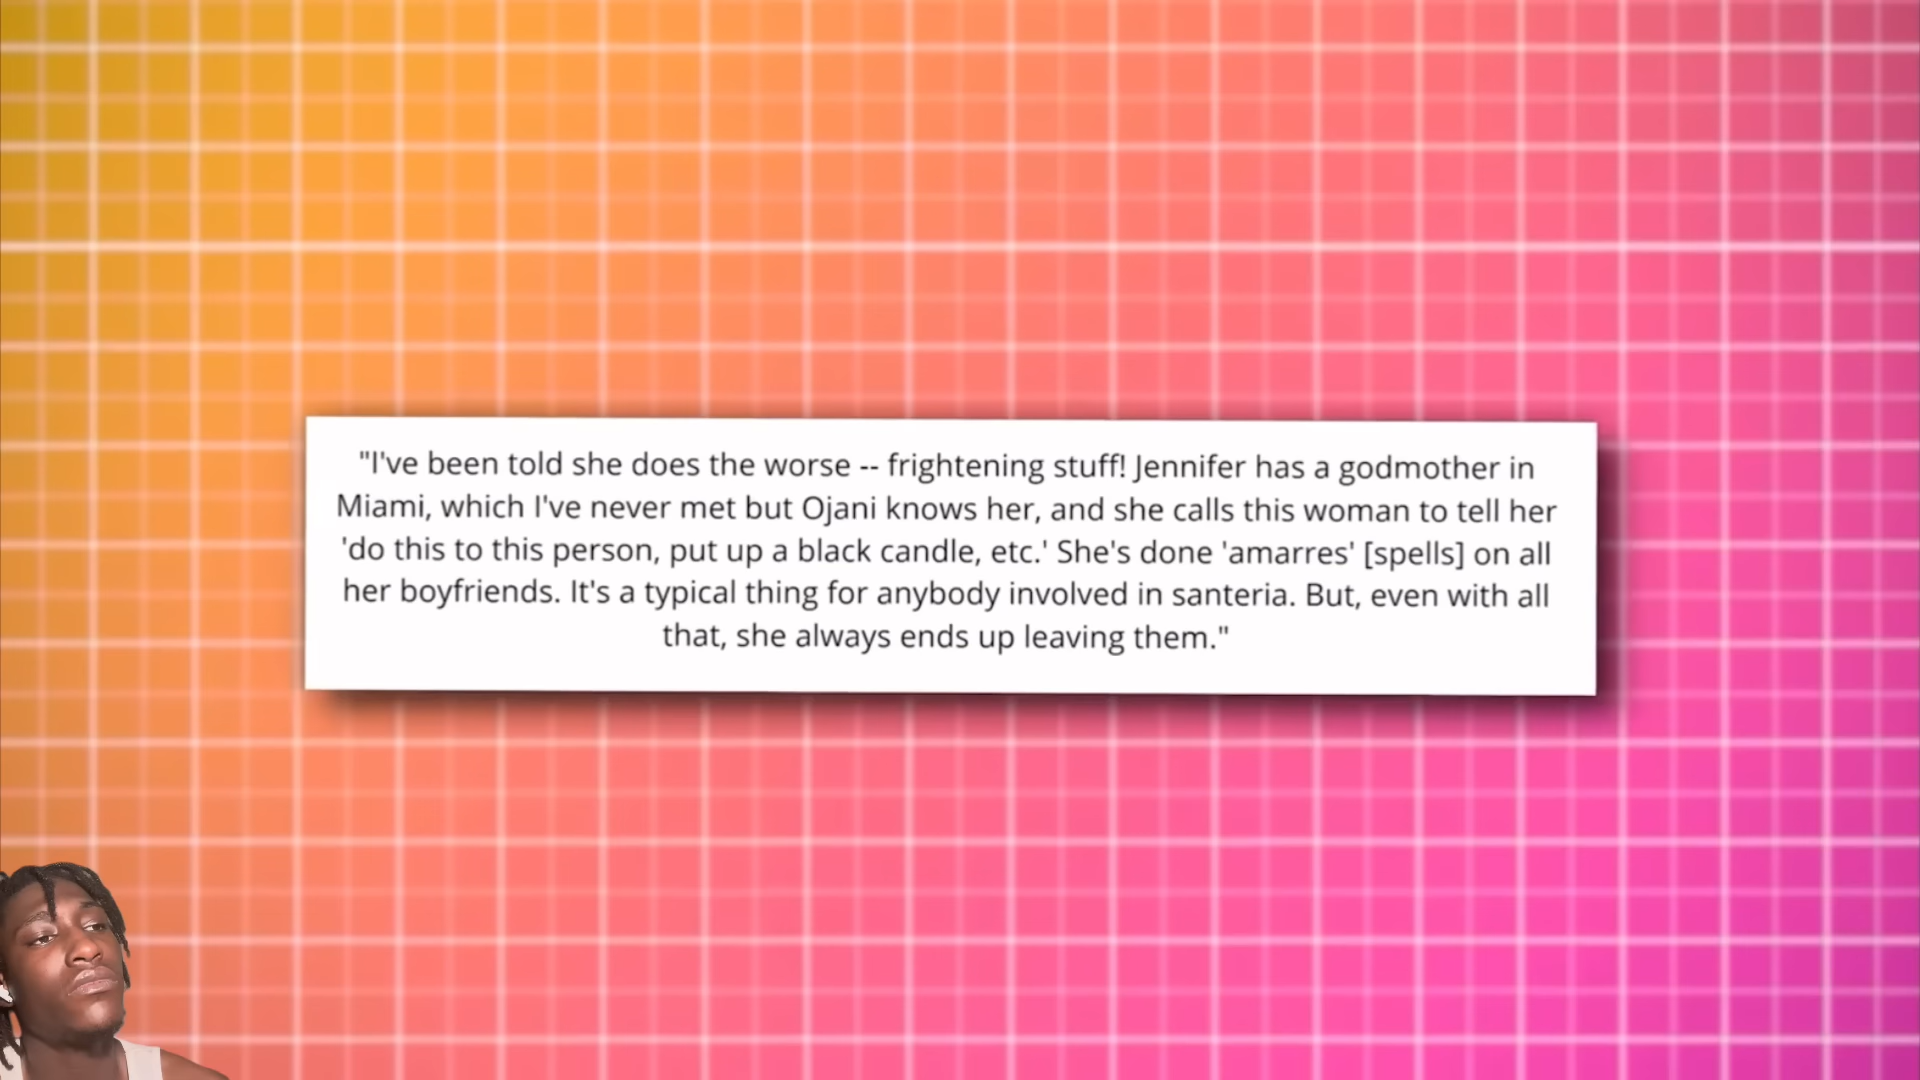 "I've been told she does the worse -- frightening stuff! Jennifer has a godmother in
Miami, which I've never met but Ojani knows her, and she calls this woman to tell her
'do this to this person, put up a black candle, etc.' She's done 'amarres' [spells] on all
her boyfriends. It's a typical thing for anybody involved in santeria. But, even with all
that, she always ends up leaving them."